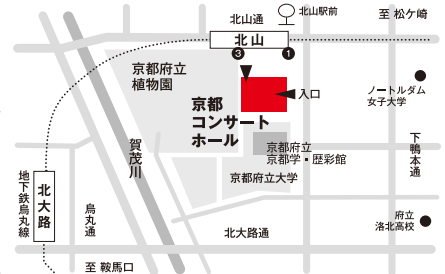 北山通
北山駅前
至 松ケ崎
北山
3
1
京都府立
植物園
入口
ノートルダム
女子大学
京都
コンサート
ホール
賀茂川
京都府立
京都学・歴彩館
下鴨本通
京都府立大学
地下鉄烏丸線
北大路
烏丸通
北大路通
府立
洛北高校
至 鞍馬口